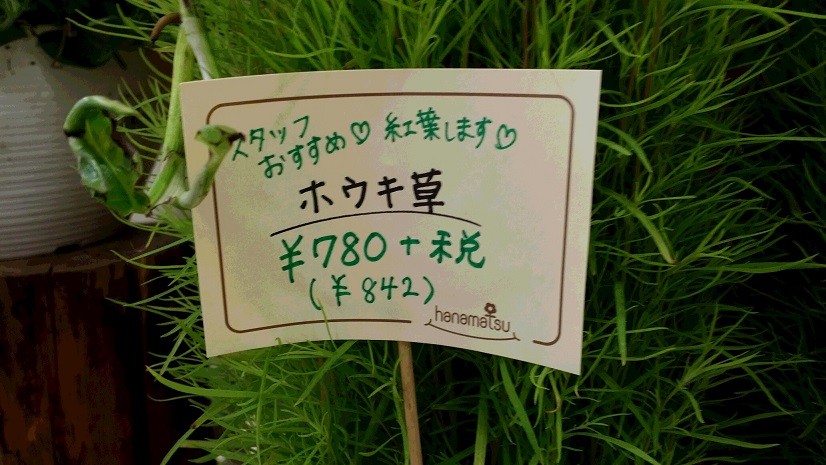 スタッフ
おすすめ♡ 紅葉します♡
ホウキ草
¥780+税
(¥842)
hanamatsu